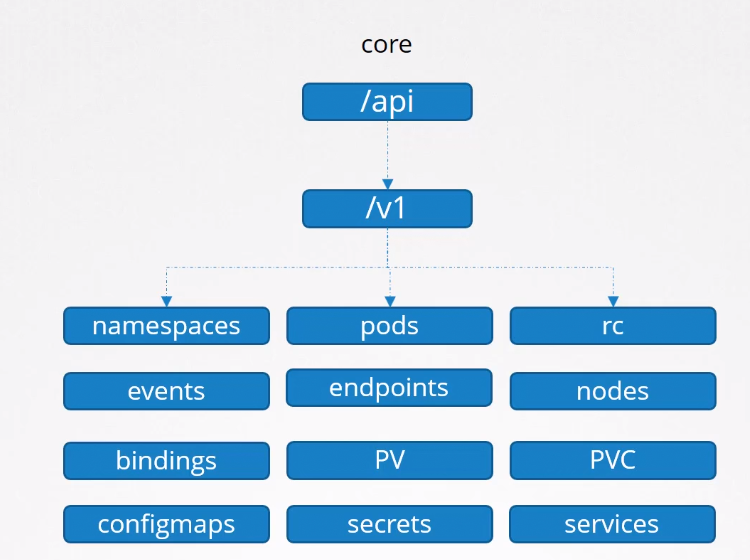 core
/api
/v1
namespaces
pods
rc
events
endpoints
nodes
bindings
PV
PVC
configmaps
secrets
services